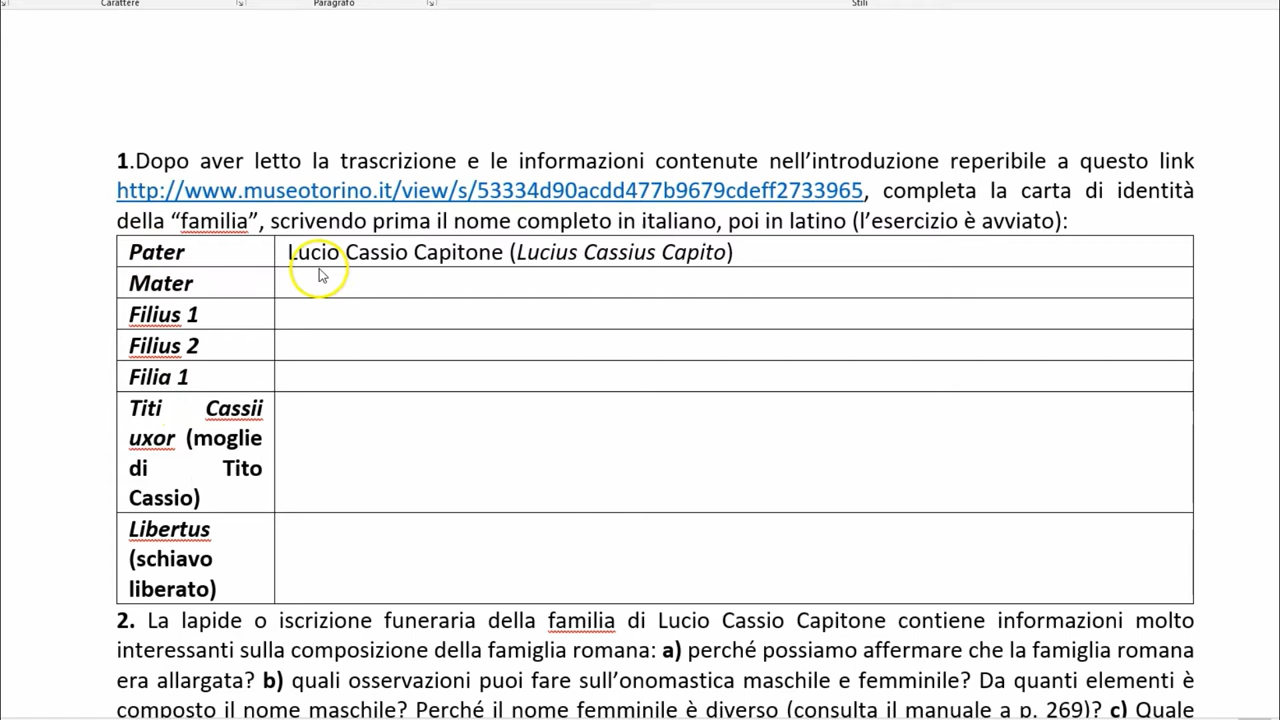 Carattere Paragrafo Stili
1.Dopo aver letto la trascrizione e le informazioni contenute nell'introduzione reperibile a questo link
http://www.museotorino.it/view/s/53334d90acdd477b9679cdeff2733965, completa la carta di identità
della “familia”, scrivendo prima il nome completo in italiano, poi in latino (l'esercizio è avviato):
Pater Lucio Cassio Capitone (Lucius Cassius Capito)
Mater
Filius 1
Filius 2
Filia 1
Titi Cassii
uxor (moglie
di Tito
Cassio)
Libertus
(schiavo
liberato)
2. La lapide o iscrizione funeraria della familia di Lucio Cassio Capitone contiene informazioni molto
interessanti sulla composizione della famiglia romana: a) perché possiamo affermare che la famiglia romana
era allargata? b) quali osservazioni puoi fare sull'onomastica maschile e femminile? Da quanti elementi è
composto il nome maschile? Perché il nome femminile è diverso (consulta il manuale a p. 269)? c) Quale